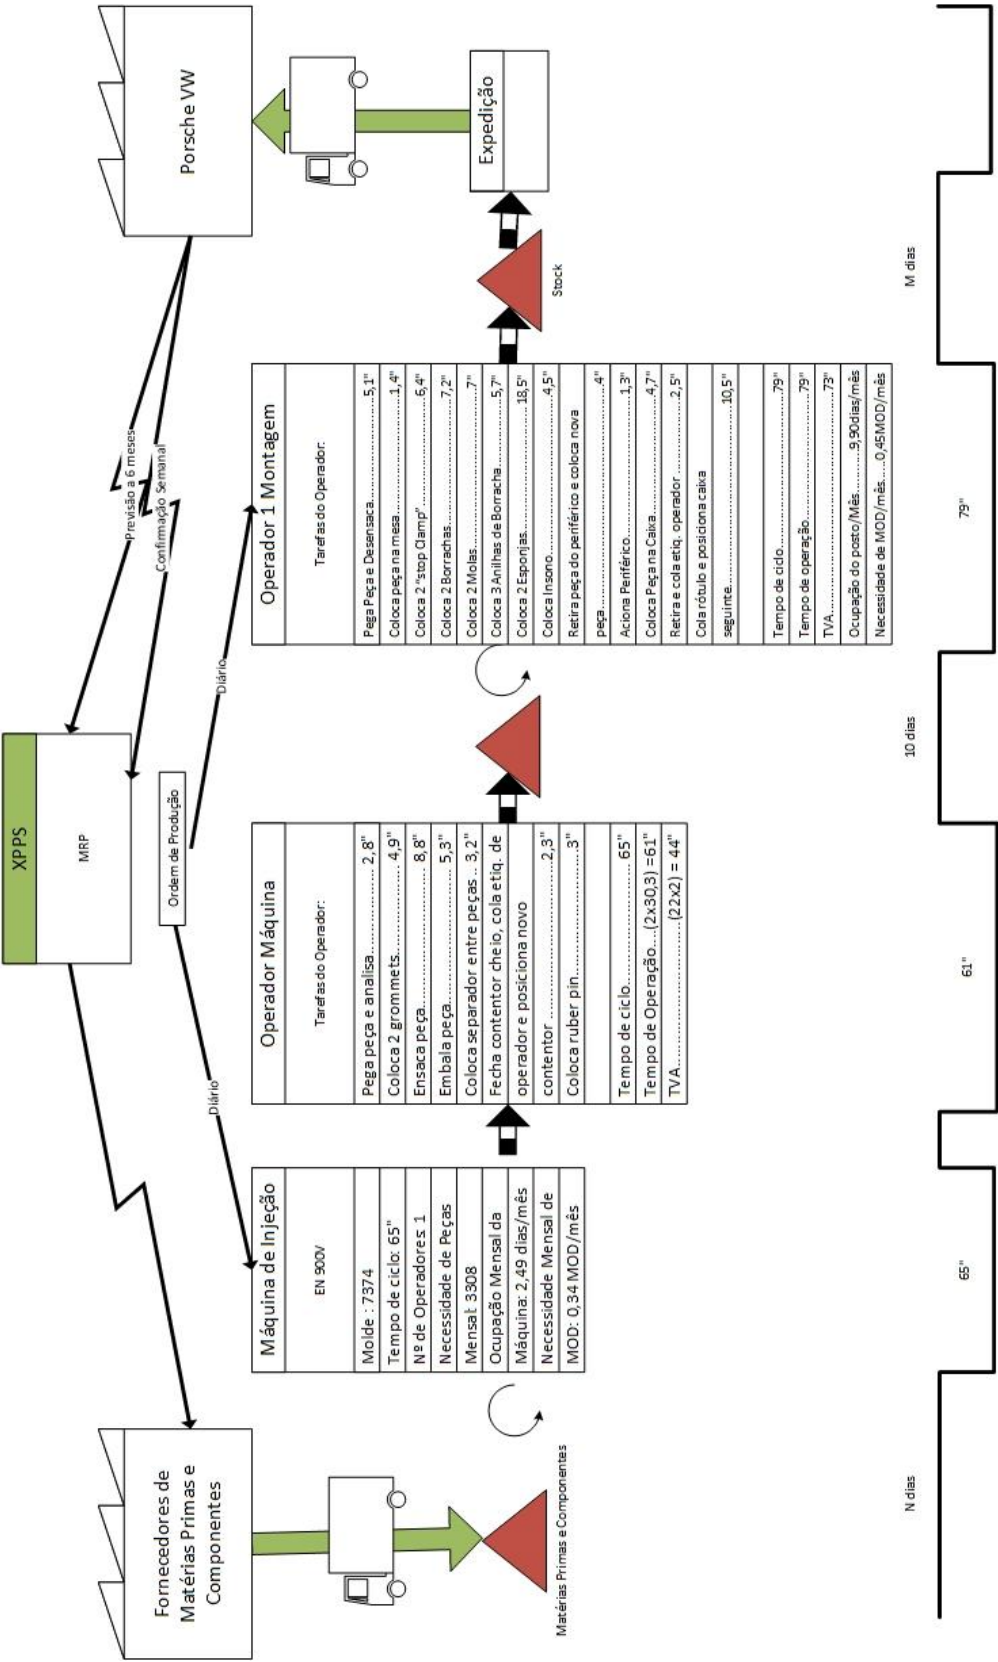 XPPS
MRP
Fornecedores de
Matérias Primas e
Componentes
Porsche VW
Previsão a 6 meses
Confirmação Semanal
Ordem de Produção
Diário
Diário
Matérias Primas e Componentes
Máquina de Injeção
EN 900V
Molde : 7374
Tempo de ciclo: 65"
Nº de Operadores: 1
Necessidade de Peças
Mensal: 3308
Ocupação Mensal da
Máquina: 2,49 dias/mês
Necessidade Mensal de
MOD: 0,34 MOD/mês
Operador Máquina
Tarefas do Operador:
Pega peça e analisa.................. 2,8"
Coloca 2 grommets.................. 4,9"
Ensaca peça............................. 8,8"
Embala peça............................ 5,3"
Coloca separador entre peças .. 3,2"
Fecha contentor cheio, cola etiq. de
operador e posiciona novo
contentor ............................... 2,3"
Coloca ruber pin.......................3"
Tempo de ciclo........................ 65"
Tempo de Operação....(2x30,3) =61"
TVA............................(22x2) = 44"
Operador 1 Montagem
Tarefas do Operador:
Pega Peça e Desensaca..................5,1"
Coloca peça na mesa.....................1,4"
Coloca 2 "stop Clamp"..................6,4"
Coloca 2 Borrachas.......................7,2"
Coloca 2 Molas...............................7"
Coloca 3 Anilhas de Borracha..........5,7"
Coloca 2 Esponjas.........................18,5"
Coloca Insono...............................4,5"
Retira peça do periférico e coloca nova
peça..............................................4"
Aciona Periférico..........................1,3"
Coloca Peça na Caixa.....................4,7"
Retira e cola etiq. operador ...........2,5"
Cola rótulo e posiciona caixa
seguinte.......................................10,5"
Tempo de ciclo..............................79"
Tempo de operação........................79"
TVA...............................................73"
Ocupação do posto/Mês......9,90dias/mês
Necessidade de MOD/mês.....0,45MOD/mês
Stock
Expedição
N dias
65"
61"
10 dias
79"
M dias